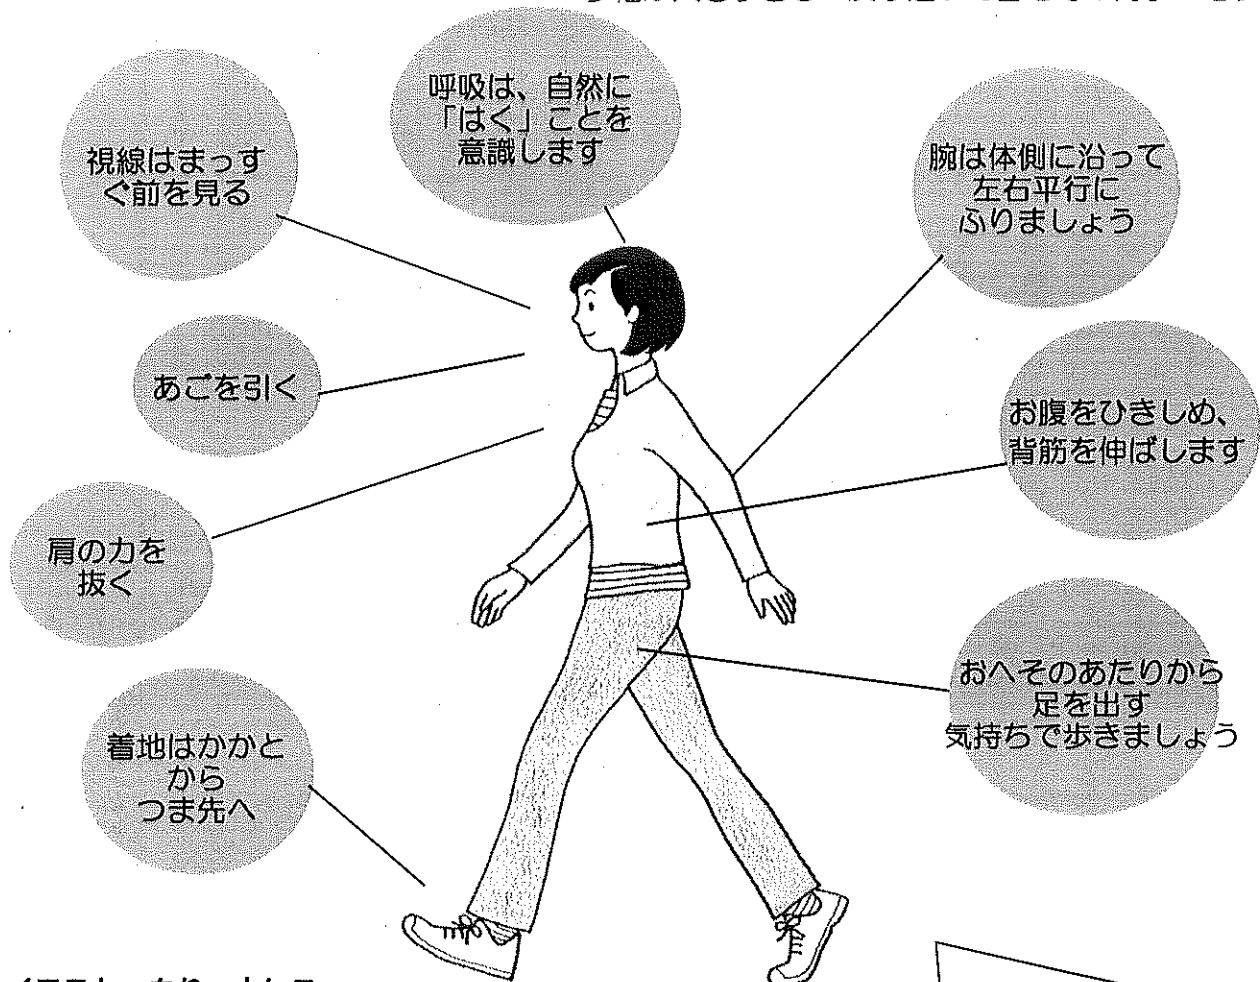 呼吸は、自然に
「はく」ことを
意識します
視線はまっす
ぐ前を見る
腕は体側に沿って
左右平行に
ふりましょう
あごを引く
お腹をひきしめ、
背筋を伸ばします
肩の力を
抜く
おへそのあたりから
足を出す
気持ちで歩きましょう
着地はかかと
から
つま先へ